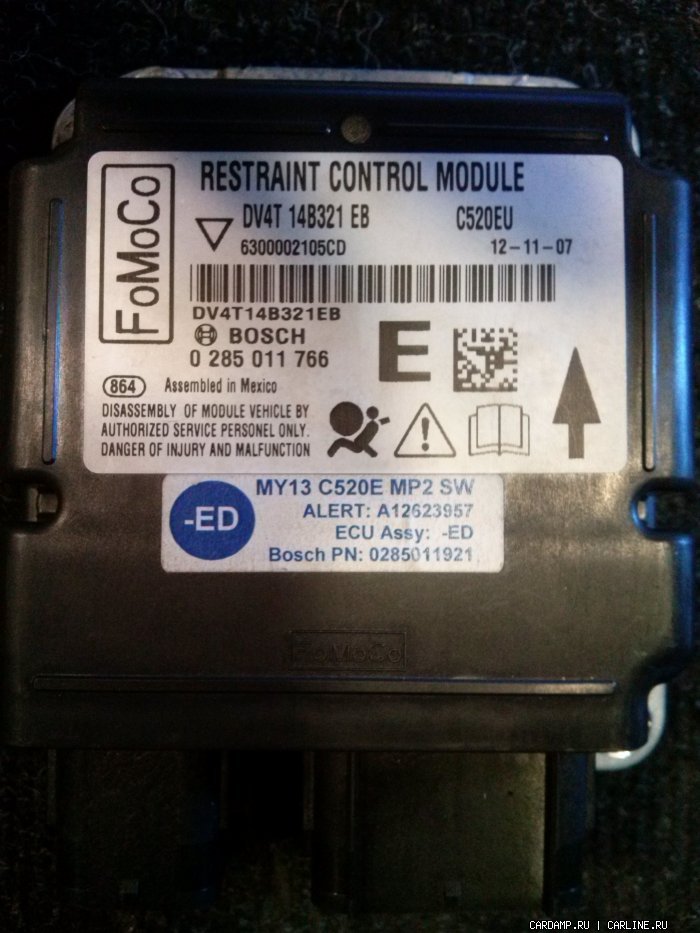 RESTRAINT CONTROL MODULE
FoMoCo
DV4T 14B321 EB C520EU
6300002105CD 12-11-07
DV4T14B321EB
BOSCH
0 285 011 766
E
864 Assembled in Mexico
DISASSEMBLY OF MODULE VEHICLE BY
AUTHORIZED SERVICE PERSONEL ONLY.
DANGER OF INJURY AND MALFUNCTION
-ED
MY13 C520E MP2 SW
ALERT: A12623957
ECU Assy: -ED
Bosch PN: 0285011921
FoMoCo
CARDAMP.RU | CARLINE.RU